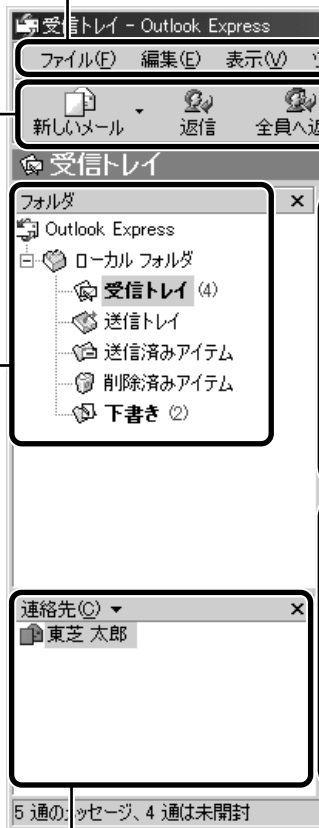 受信トレイ - Outlook Express
ファイル(F) 編集(E) 表示(V)
新しいメール 返信 全員へ返
受信トレイ
フォルダ ×
Outlook Express
ローカル フォルダ
受信トレイ (4)
送信トレイ
送信済みアイテム
削除済みアイテム
下書き (2)
連絡先(C) ▼ ×
東芝 太郎
5 通のメッセージ、4 通は未開封